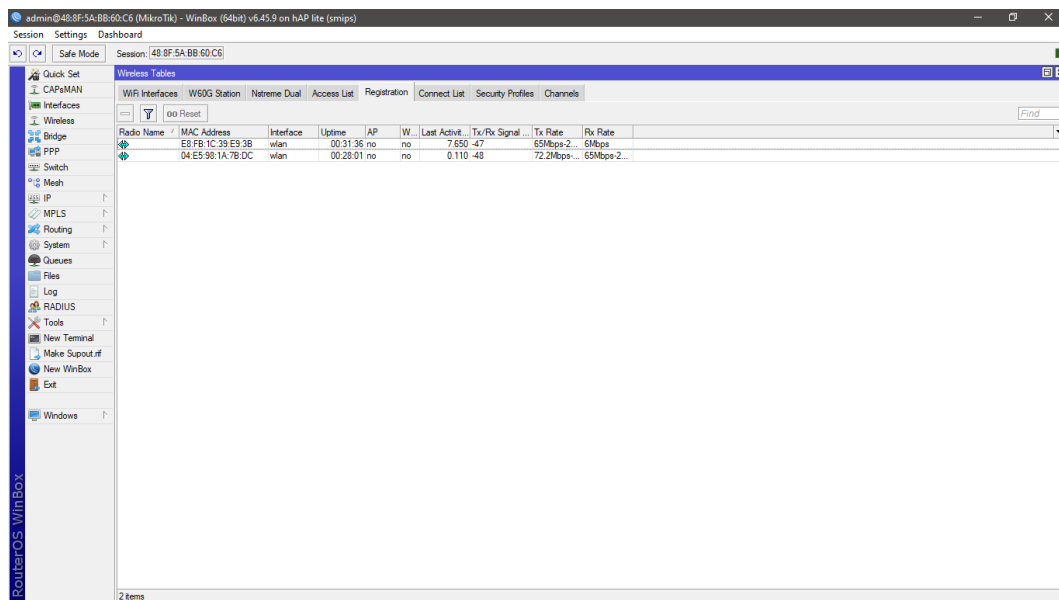 admin@48:8F:5A:BB:60:C6 (MikroTik) - WinBox (64bit) v6.45.9 on hAP lite (smips)
Session Settings Dashboard
Safe Mode Session: 48:8F:5A:BB:60:C6
Quick Set
CAPsMAN
Interfaces
Wireless
Bridge
PPP
Switch
Mesh
IP
MPLS
Routing
System
Queues
Files
Log
RADIUS
Tools
New Terminal
Make Supout.rif
New WinBox
Exit
Windows
RouterOS WinBox
Wireless Tables
WiFi Interfaces W60G Station Nstreme Dual Access List Registration Connect List Security Profiles Channels
00 Reset Find
Radio Name / MAC Address Interface Uptime AP W... Last Activit... Tx/Rx Signal ... Tx Rate Rx Rate
E8:FB:1C:39:E9:3B wlan 00:31:36 no no 7.650 -47 65Mbps-2... 6Mbps
04:E5:98:1A:7B:DC wlan 00:28:01 no no 0.110 -48 72.2Mbps-... 65Mbps-2...
2 items